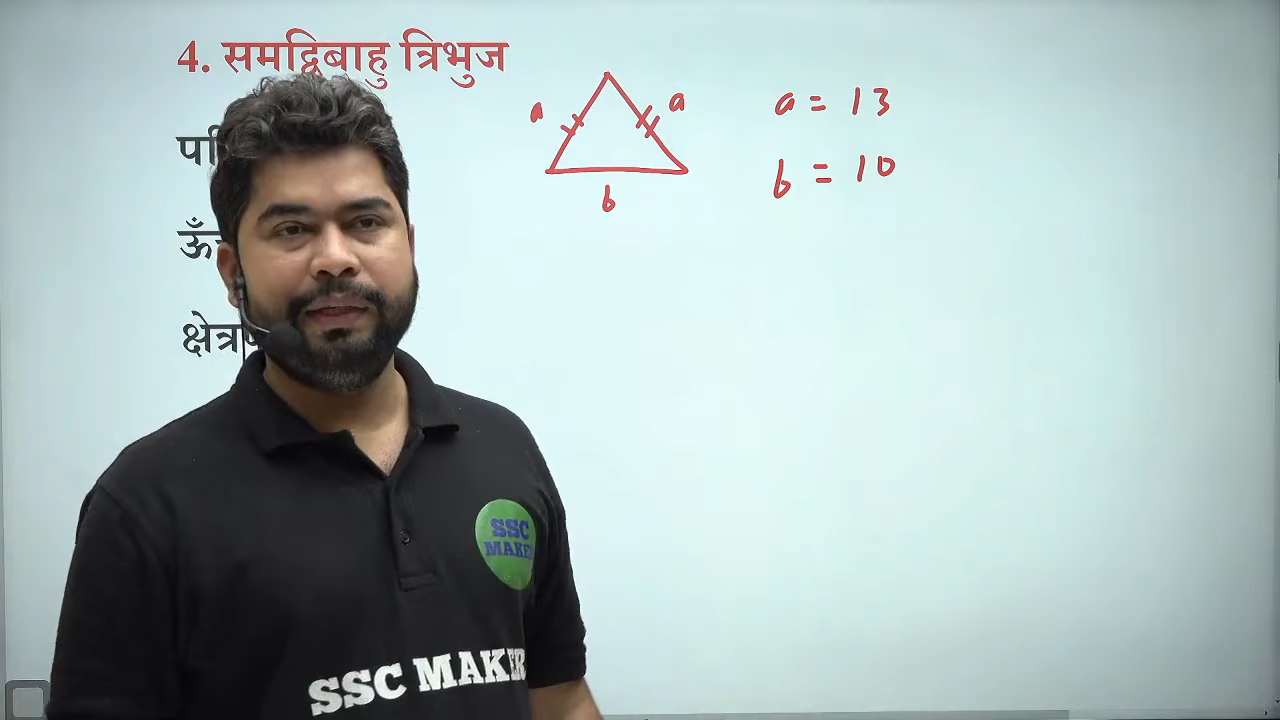 4. समद्विबाहु त्रिभुज
a
a
b
a = 13
b = 10
SSC
MAKER
SSC MAKER